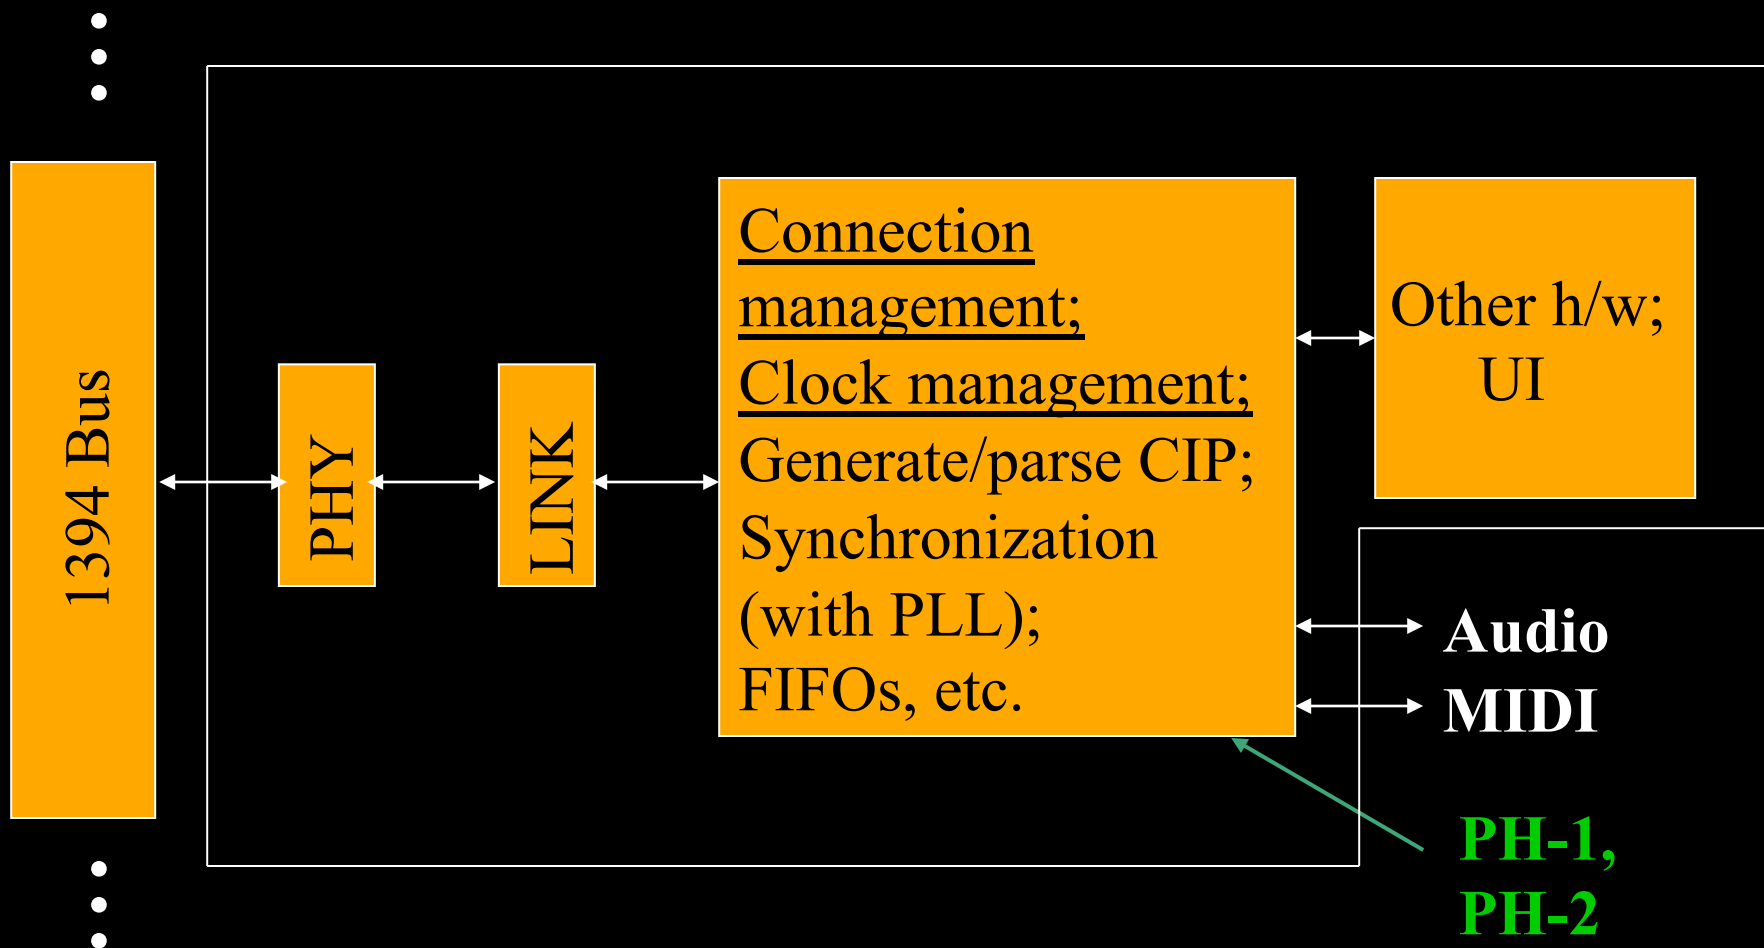 1394 Bus
PHY
LINK
Connection
management;
Clock management;
Generate/parse CIP;
Synchronization
(with PLL);
FIFOs, etc.
Other h/w;
UI
Audio
MIDI
PH-1,
PH-2